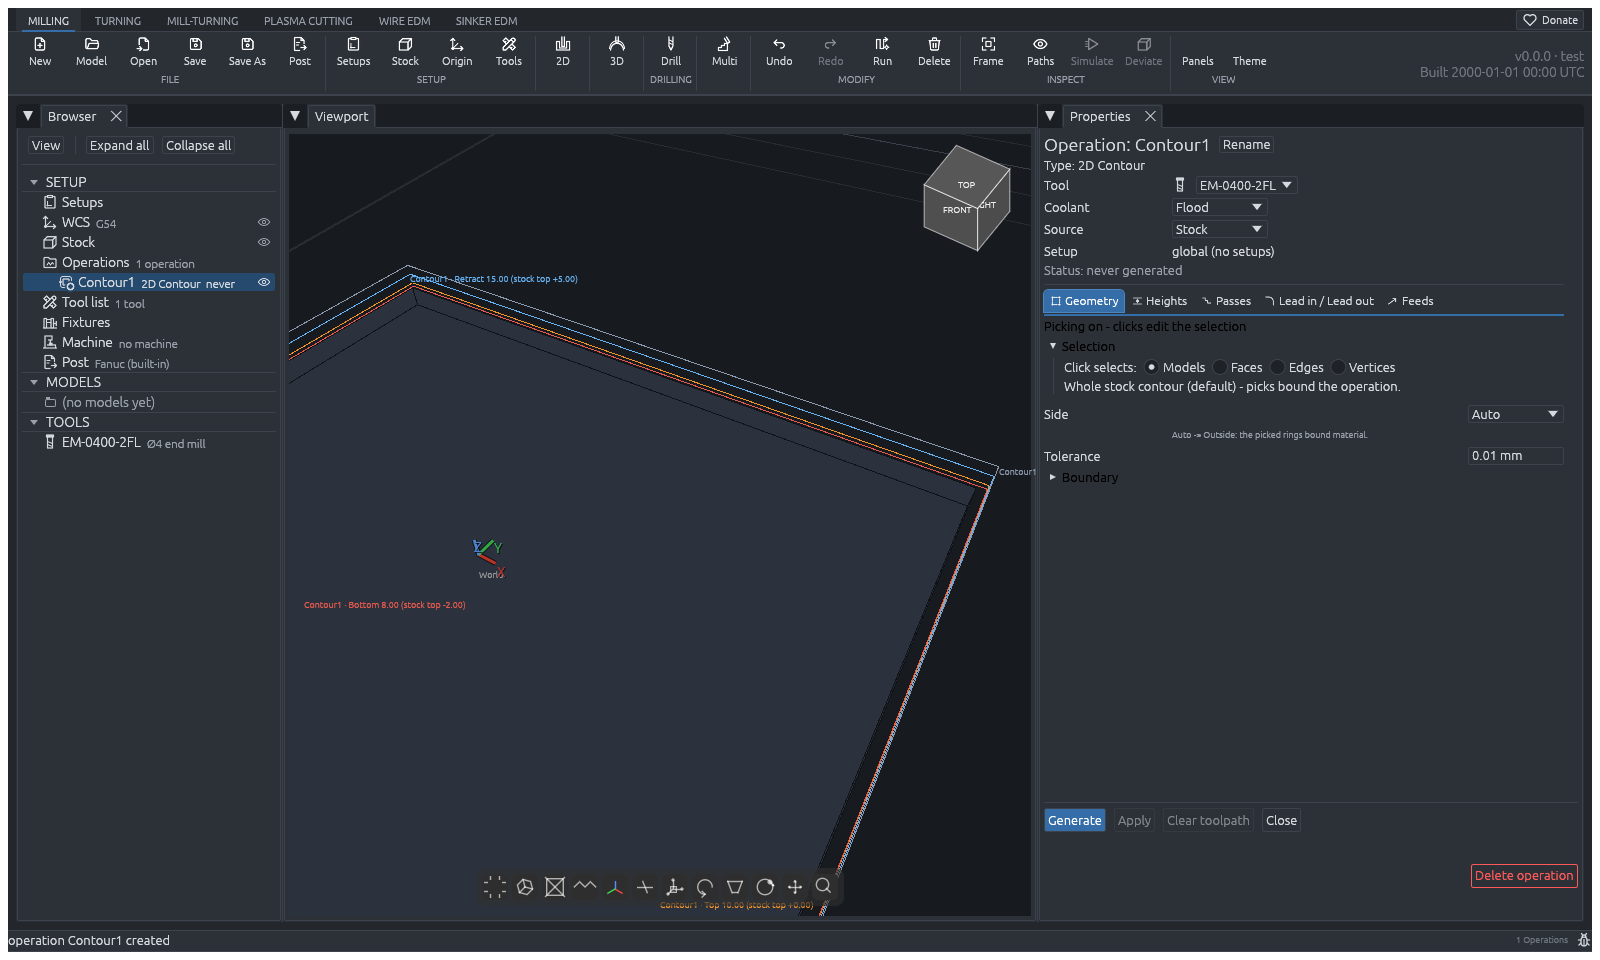 MILLING TURNING MILL-TURNING PLASMA CUTTING WIRE EDM SINKER EDM Donate
New Model Open Save Save As Post Setups Stock Origin Tools 2D 3D Drill Multi Undo Redo Run Delete Frame Paths Simulate Deviate Panels Theme
FILE SETUP DRILLING MODIFY INSPECT VIEW
v0.0.0 · test
Built 2000-01-01 00:00 UTC
Browser
View Expand all Collapse all
SETUP
Setups
WCS G54
Stock
Operations 1 operation
Contour1 2D Contour never
Tool list 1 tool
Fixtures
Machine no machine
Post Fanuc (built-in)
MODELS
(no models yet)
TOOLS
EM-0400-2FL Ø4 end mill
Viewport
TOP
FRONT
GHT
Contour1 · Retract 15.00 (stock top +5.00)
Contour1
Z Y X
World
Contour1 · Bottom 8.00 (stock top -2.00)
Contour1 · Top 10.00 (stock top +0.00)
Properties
Operation: Contour1 Rename
Type: 2D Contour
Tool EM-0400-2FL
Coolant Flood
Source Stock
Setup global (no setups)
Status: never generated
Geometry Heights Passes Lead in / Lead out Feeds
Picking on - clicks edit the selection
Selection
Click selects: Models Faces Edges Vertices
Whole stock contour (default) - picks bound the operation.
Side Auto
Auto -> Outside: the picked rings bound material.
Tolerance 0.01 mm
Boundary
Generate Apply Clear toolpath Close
Delete operation
operation Contour1 created
1 Operations